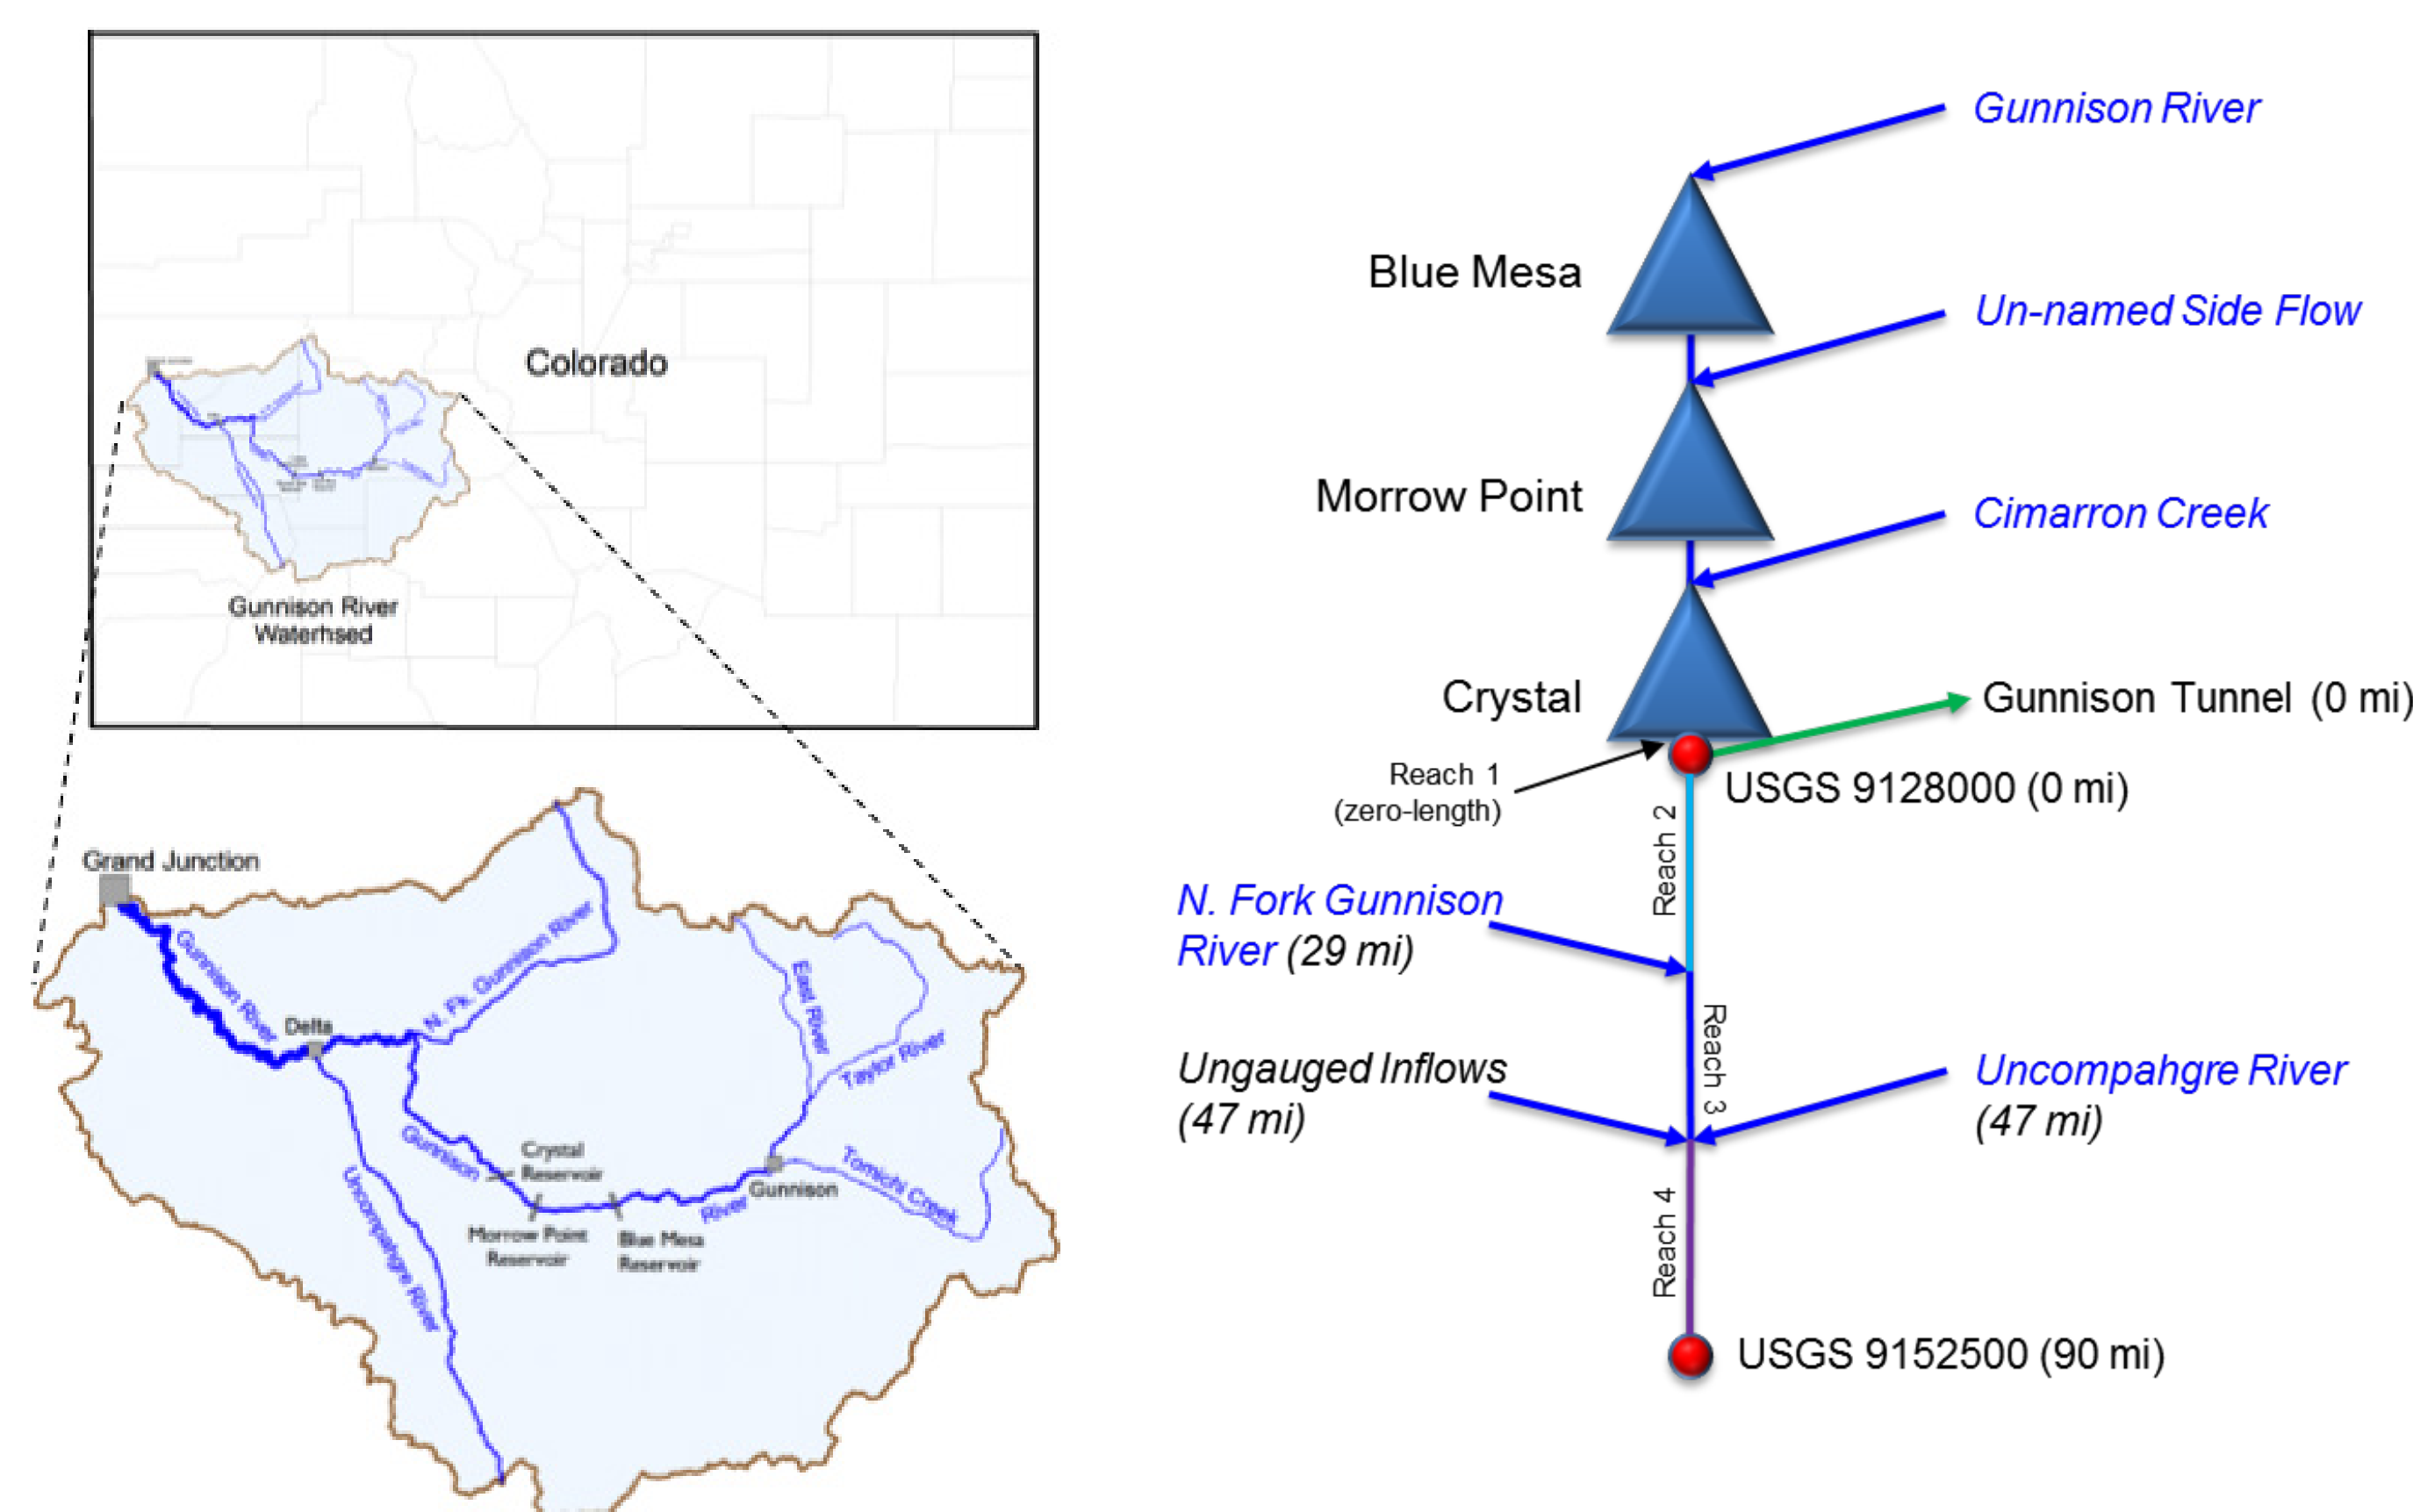 Colorado
Gunnison River
Waterhsed
Grand Junction
Gunnison River
Delta
N. Fk. Gunnison River
East River
Taylor River
Tomichi Creek
Gunnison
River
Gunnison
Crystal
Reservoir
Morrow Point
Reservoir
Blue Mesa
Reservoir
Uncompahgre River
Gunnison River
Blue Mesa
Un-named Side Flow
Morrow Point
Cimarron Creek
Crystal
Gunnison Tunnel (0 mi)
Reach 1
(zero-length)
USGS 9128000 (0 mi)
Reach 2
N. Fork Gunnison
River (29 mi)
Reach 3
Ungauged Inflows
(47 mi)
Uncompahgre River
(47 mi)
Reach 4
USGS 9152500 (90 mi)